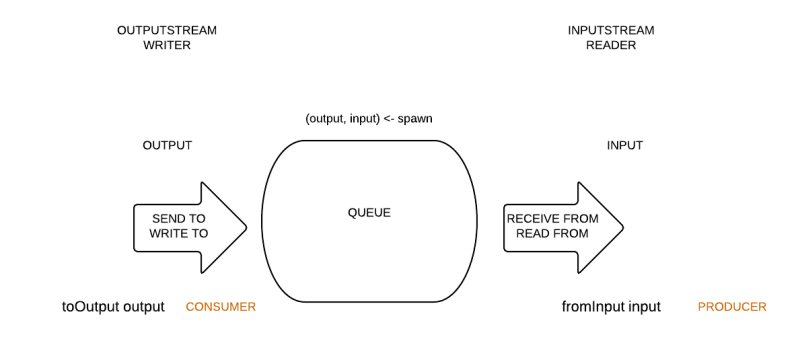 OUTPUTSTREAM
WRITER
INPUTSTREAM
READER
(output, input) <- spawn
OUTPUT
INPUT
SEND TO
WRITE TO
QUEUE
RECEIVE FROM
READ FROM
toOutput output
CONSUMER
fromInput input
PRODUCER